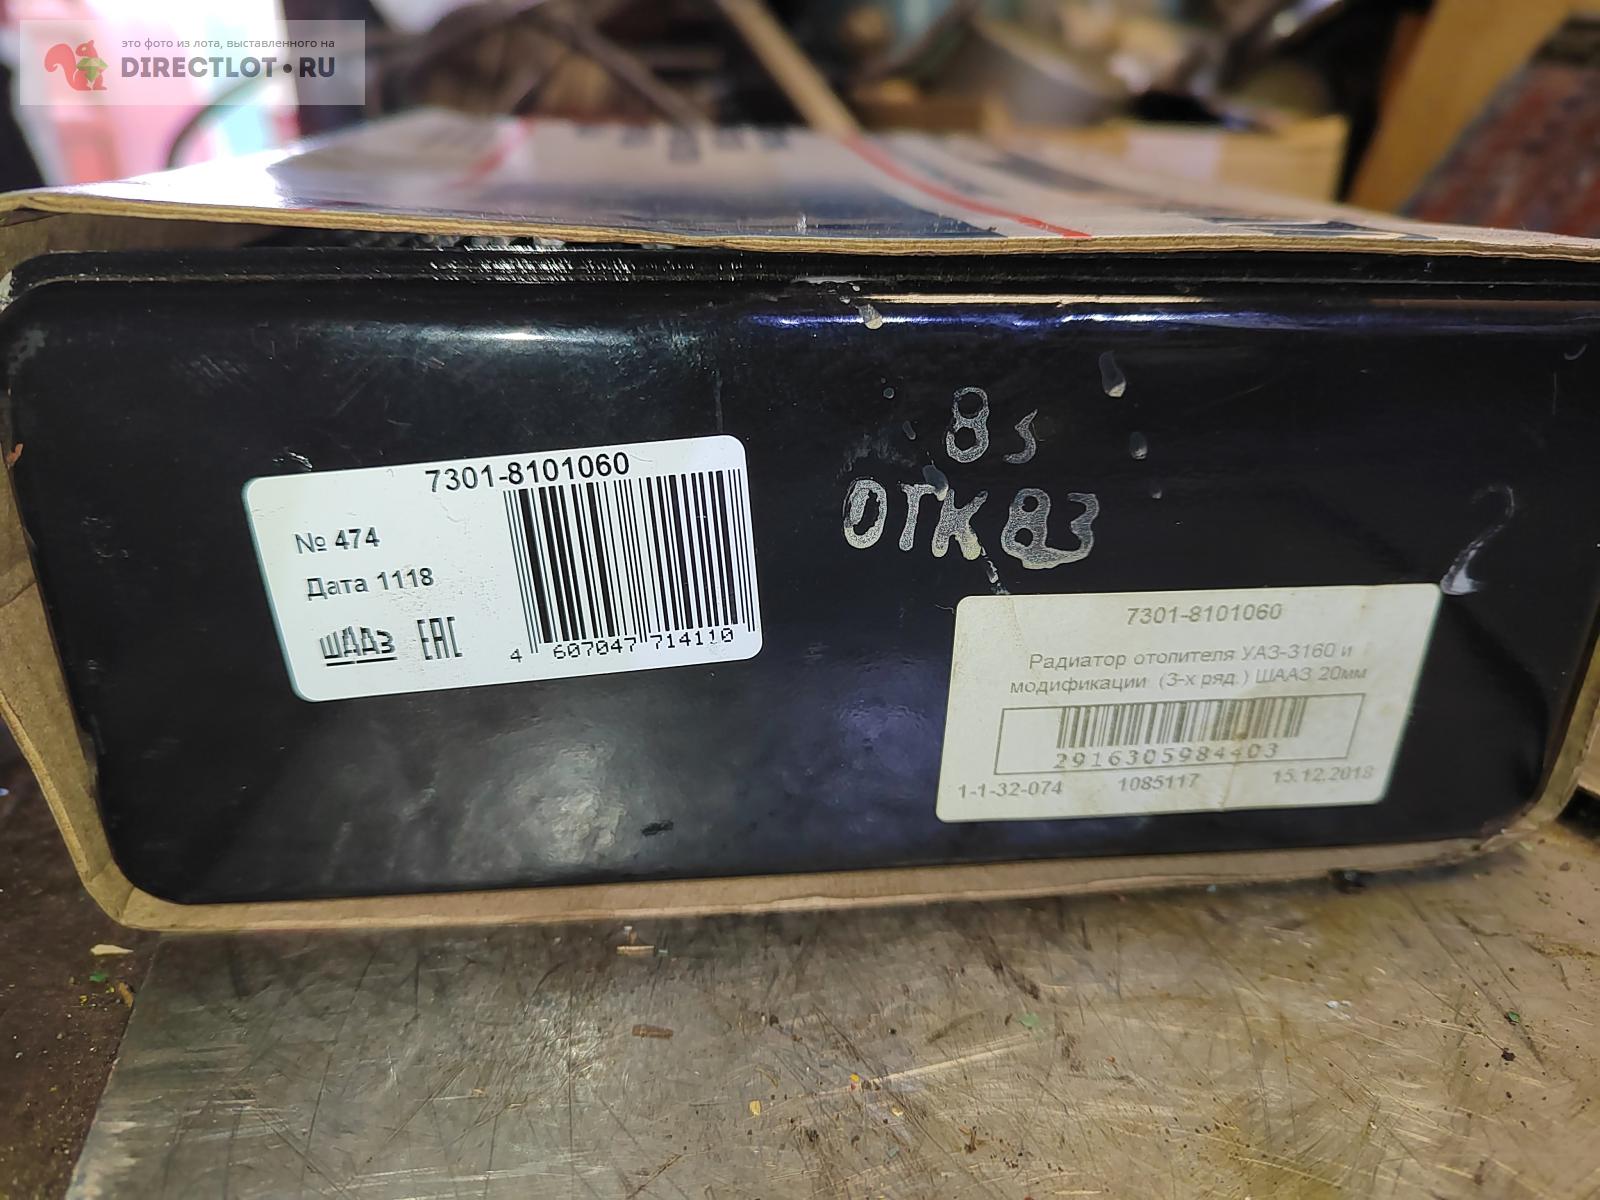 это фото из лота, выставленного на
DIRECTLOT.RU
7301-8101060
№ 474
Дата 1118
ШААЗ EAC
4 607047 714110
8з
ОТК 83
7301-8101060
Радиатор отопителя УАЗ-3160 и
модификации (3-х ряд.) ШААЗ 20мм
2916305984403
1-1-32-074 1085117 15.12.2018